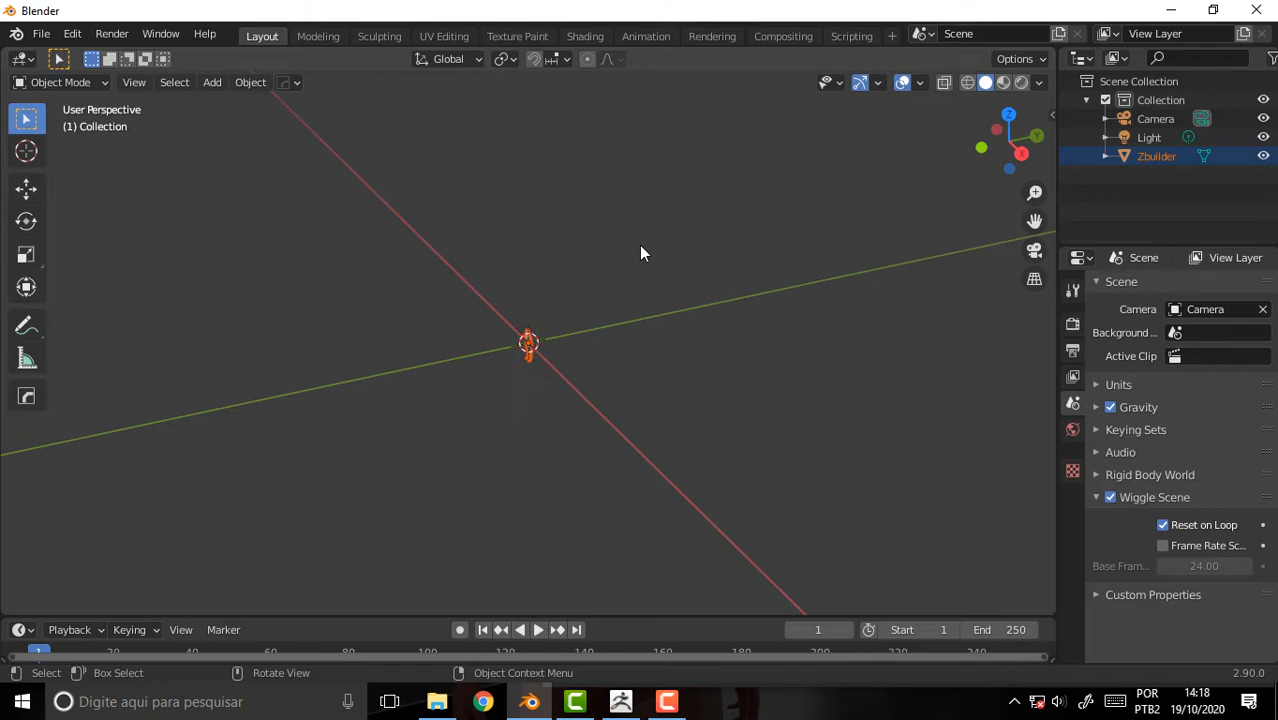 Blender
File Edit Render Window Help Layout Modeling Sculpting UV Editing Texture Paint Shading Animation Rendering Compositing Scripting + Scene View Layer
Global Options
Object Mode View Select Add Object
Scene Collection
Collection
Camera
Light
Zbuilder
User Perspective
(1) Collection
Z
Y
X
Scene View Layer
Scene
Camera Camera
Background ...
Active Clip
Units
Gravity
Keying Sets
Audio
Rigid Body World
Wiggle Scene
Reset on Loop
Frame Rate Sc...
Base Fram... 24.00
Custom Properties
Playback Keying View Marker 1 Start 1 End 250
1 20 40 60 80 100 120 140 160 180 200 220 240
Select Box Select Rotate View Object Context Menu 2.90.0
Digite aqui para pesquisar
POR
PTB2
14:18
19/10/2020